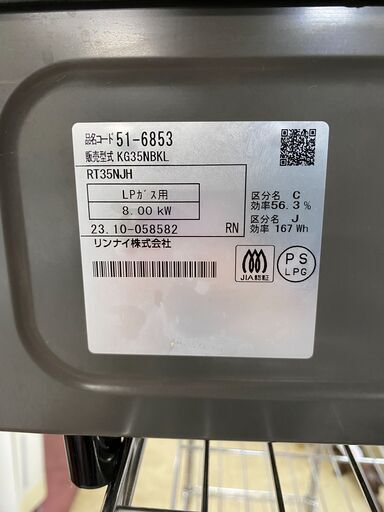 品名コード 51-6853
販売型式 KG35NBKL
RT35NJH
LPガス用
8.00 kW
23.10-058582 RN
リンナイ株式会社
区分名 C
効率56.3%
区分名 J
効率 167 Wh
JIA認証
PS
LPG